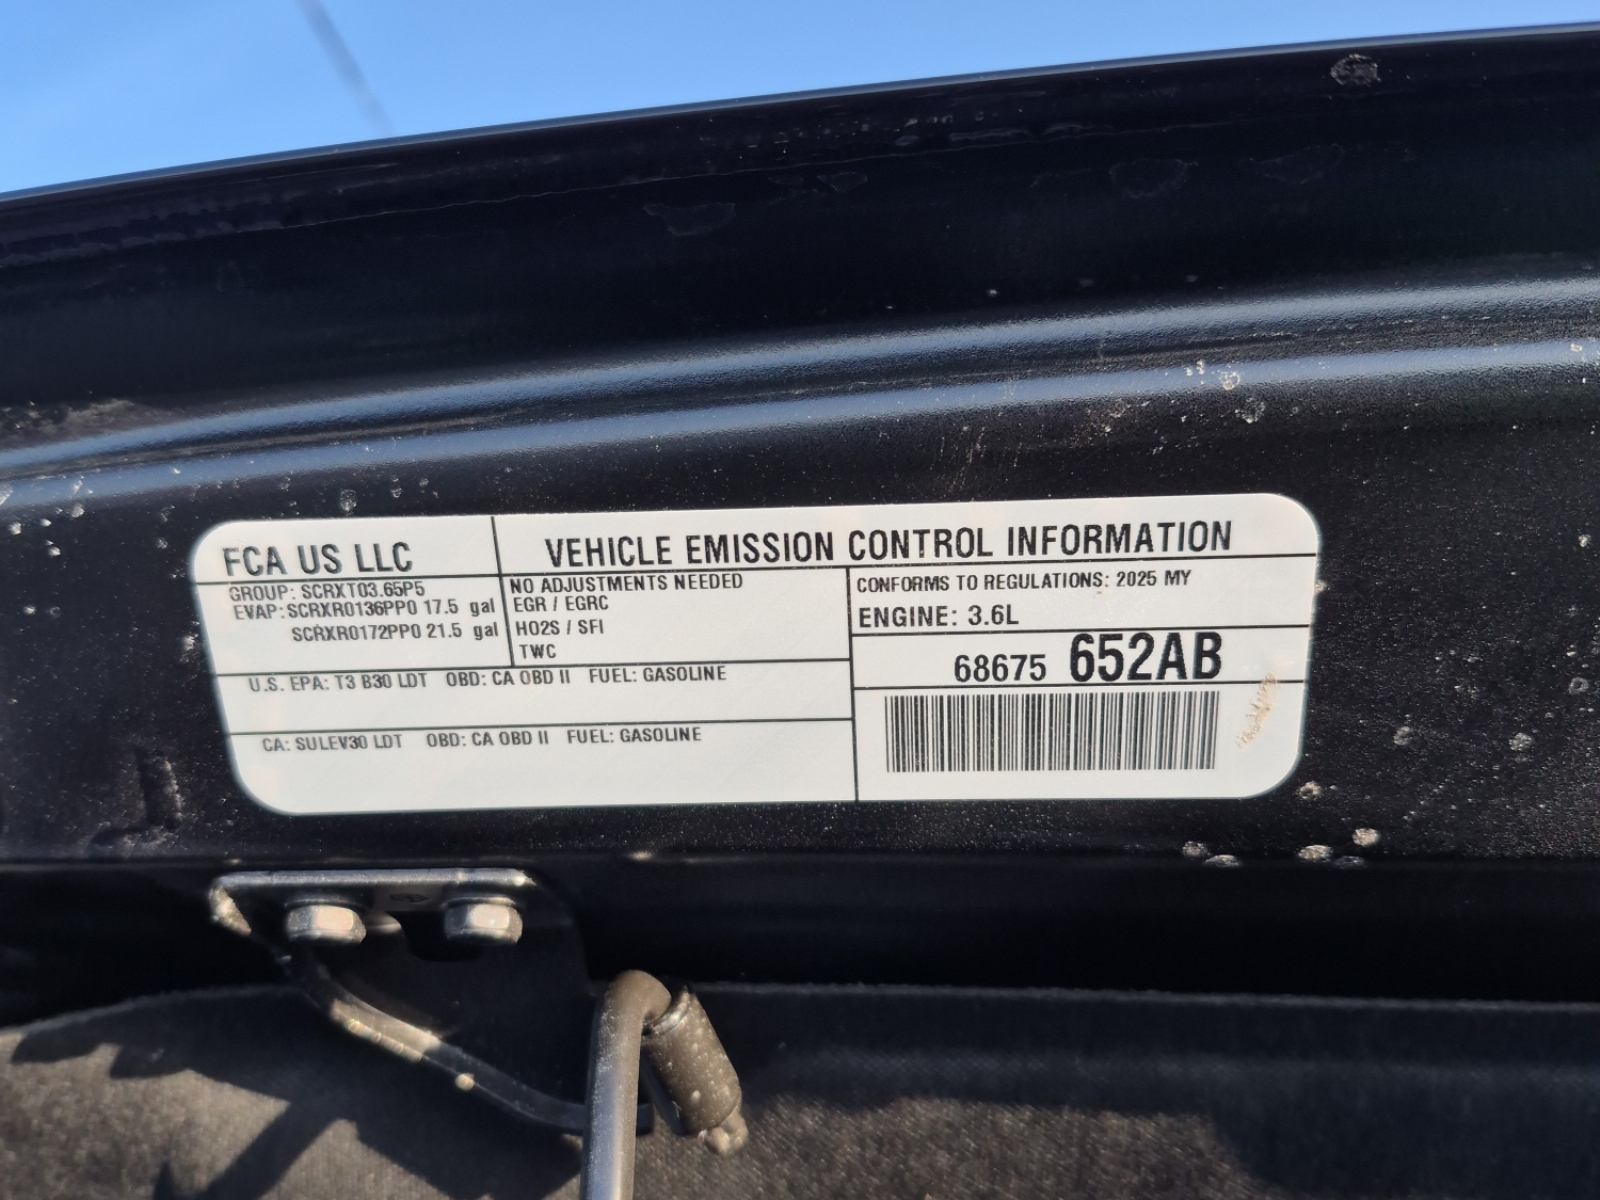 FCA US LLC
VEHICLE EMISSION CONTROL INFORMATION
GROUP: SCRXT03.65P5
EVAP: SCRXR0136PP0 17.5 gal
SCRXR0172PP0 21.5 gal
NO ADJUSTMENTS NEEDED
EGR / EGRC
HO2S / SFI
TWC
CONFORMS TO REGULATIONS: 2025 MY
ENGINE: 3.6L
68675 652AB
U.S. EPA: T3 B30 LDT OBD: CA OBD II FUEL: GASOLINE
CA: SULEV30 LDT OBD: CA OBD II FUEL: GASOLINE